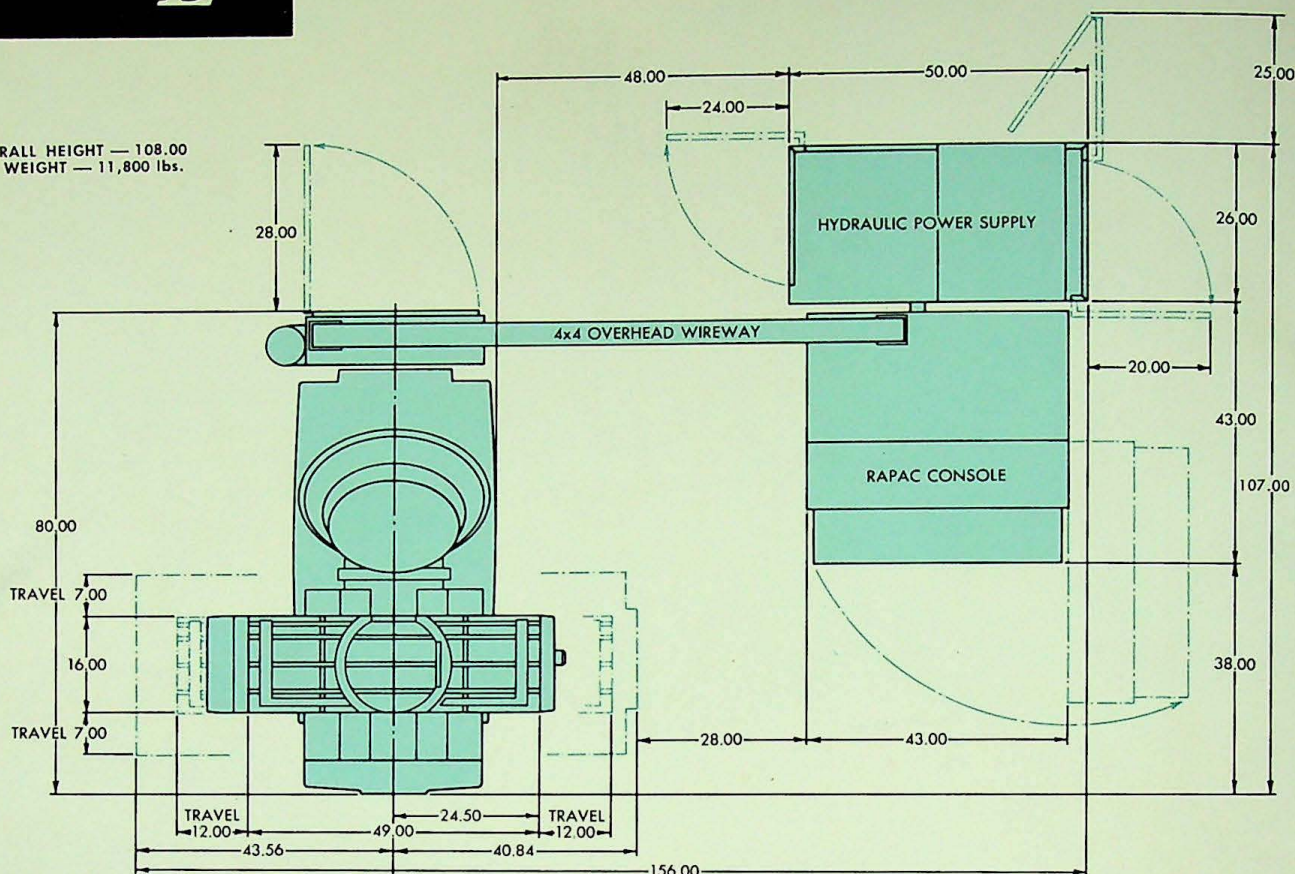 48.00
50.00
25.00
24.00
RALL HEIGHT — 108.00
WEIGHT — 11,800 lbs.
28.00
HYDRAULIC POWER SUPPLY
26.00
4x4 OVERHEAD WIREWAY
20.00
43.00
RAPAC CONSOLE
107.00
80.00
TRAVEL 7.00
16.00
38.00
TRAVEL 7.00
28.00
43.00
TRAVEL
12.00
24.50
TRAVEL
12.00
49.00
43.56
40.84
156.00